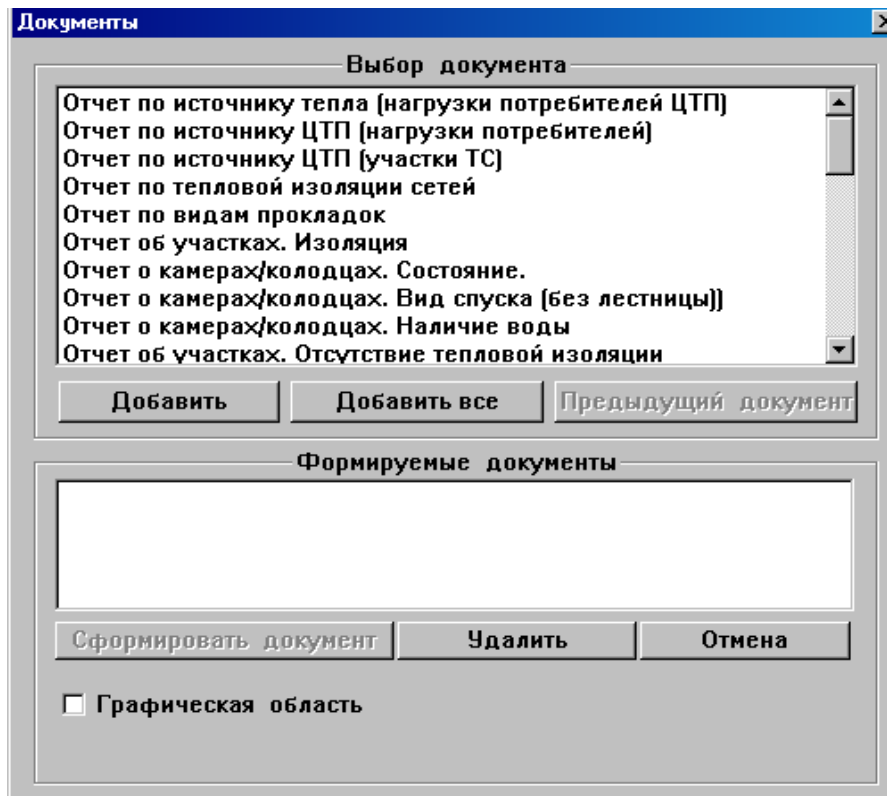 Документы
Выбор документа
Отчет по источнику тепла (нагрузки потребителей ЦТП)
Отчет по источнику ЦТП (нагрузки потребителей)
Отчет по источнику ЦТП (участки ТС)
Отчет по тепловой изоляции сетей
Отчет по видам прокладок
Отчет об участках. Изоляция
Отчет о камерах/колодцах. Состояние.
Отчет о камерах/колодцах. Вид спуска (без лестницы))
Отчет о камерах/колодцах. Наличие воды
Отчет об участках. Отсутствие тепловой изоляции
Добавить Добавить все Предыдущий документ
Формируемые документы
Сформировать документ Удалить Отмена
Графическая область